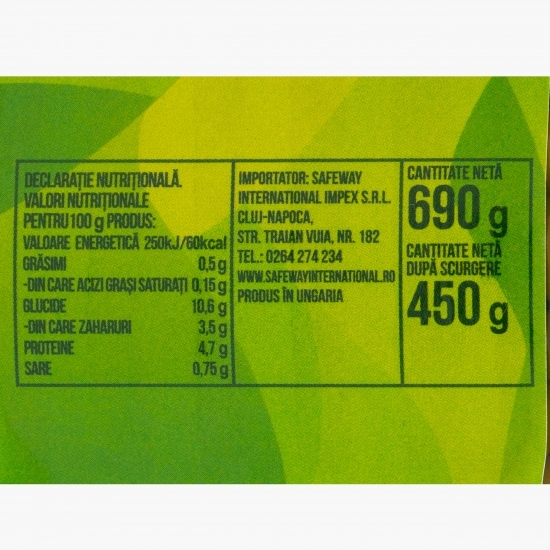 DECLARAȚIE NUTRIȚIONALĂ.
VALORI NUTRIȚIONALE
PENTRU 100 g PRODUS:
VALOARE ENERGETICĂ 250kJ/60kcal
GRĂSIMI 0,5 g
-DIN CARE ACIZI GRAȘI SATURAȚI 0,15 g
GLUCIDE 10,6 g
-DIN CARE ZAHARURI 3,5 g
PROTEINE 4,7 g
SARE 0,75 g
IMPORTATOR: SAFEWAY
INTERNATIONAL IMPEX S.R.L.
CLUJ-NAPOCA,
STR. TRAIAN VUIA, NR. 182
TEL.: 0264 274 234
WWW.SAFEWAYINTERNATIONAL.RO
PRODUS ÎN UNGARIA
CANTITATE NETĂ
690 g
CANTITATE NETĂ
DUPĂ SCURGERE
450 g